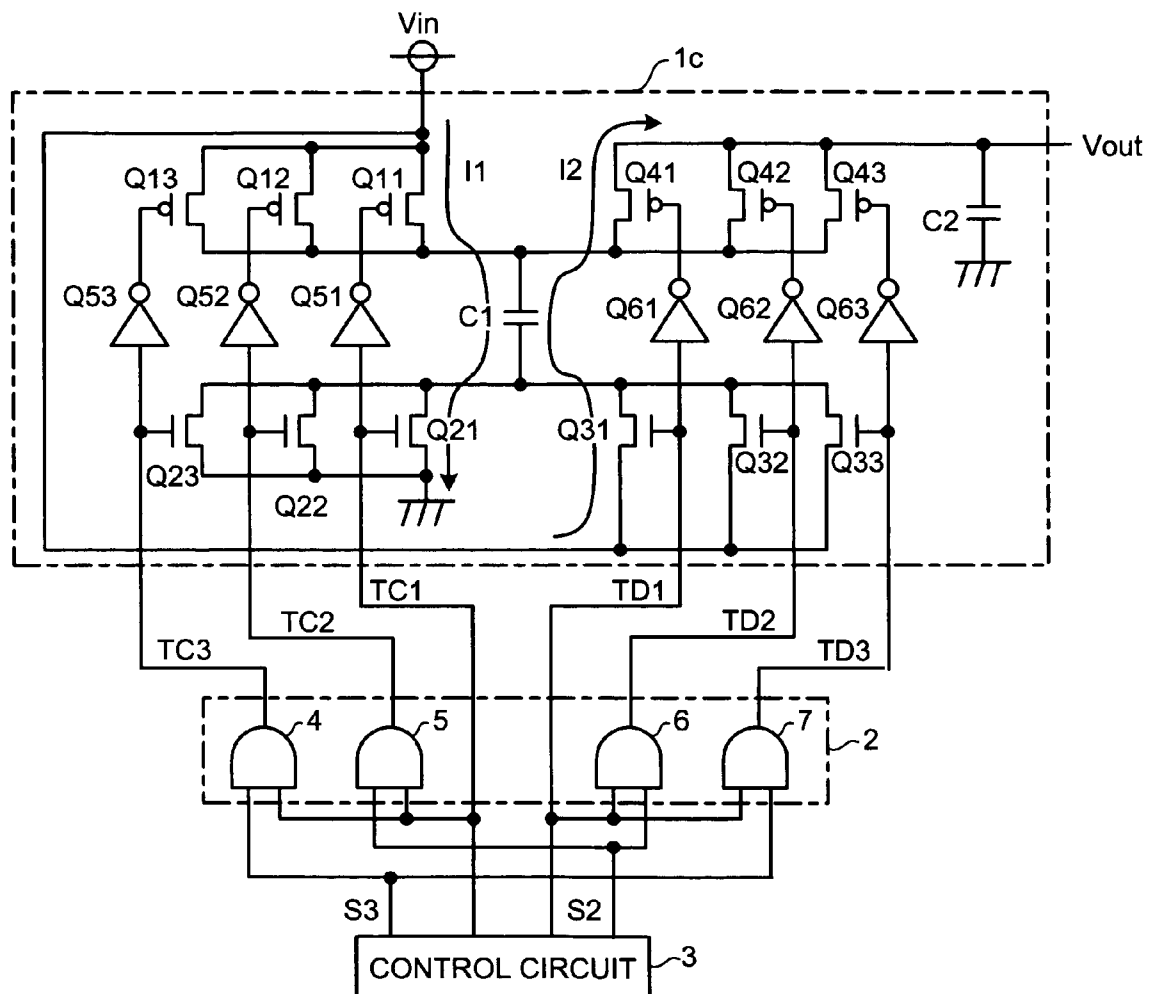 Vin
1c
Vout
Q13
Q12
Q11
I1
I2
Q41
Q42
Q43
C2
Q53
Q52
Q51
C1
Q61
Q62
Q63
Q21
Q31
Q23
Q32
Q33
Q22
TC1
TD1
TC2
TD2
TC3
TD3
4
5
6
7
2
S3
S2
CONTROL CIRCUIT
3